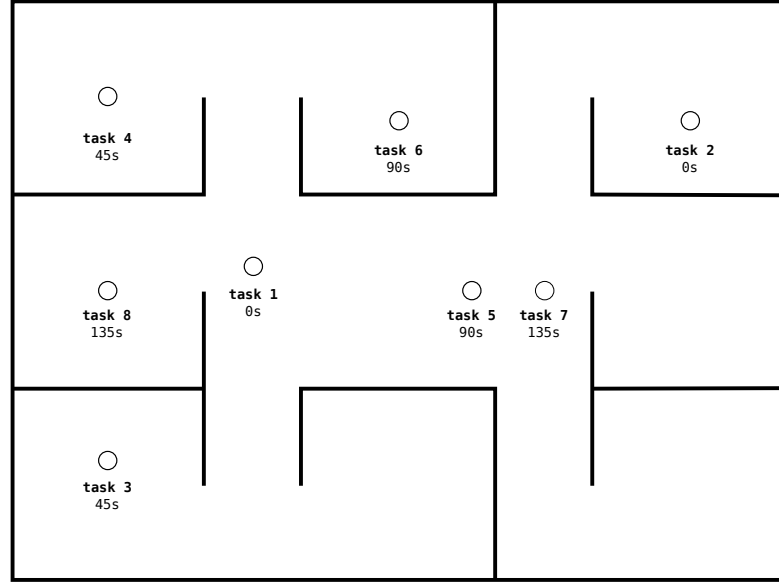 task 4
45s
task 6
90s
task 2
0s
task 1
0s
task 8
135s
task 5
90s
task 7
135s
task 3
45s